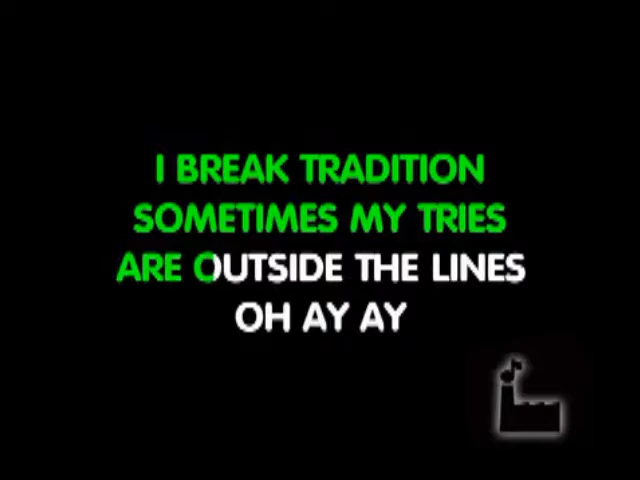 I BREAK TRADITION
SOMETIMES MY TRIES
ARE OUTSIDE THE LINES
OH AY AY